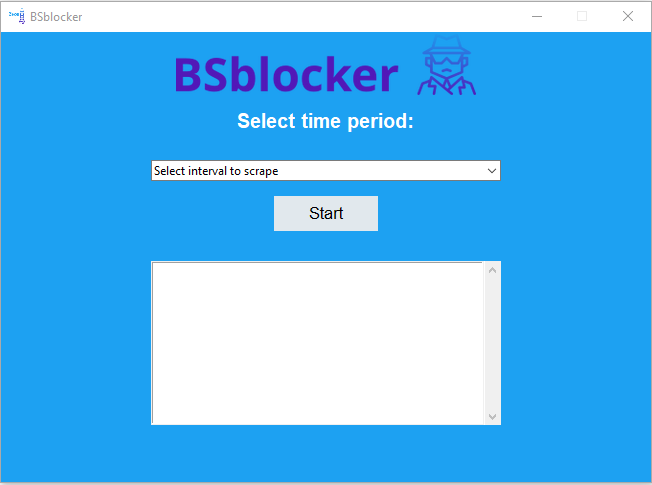 BSblocker
BSblocker
Select time period:
Select interval to scrape
Start